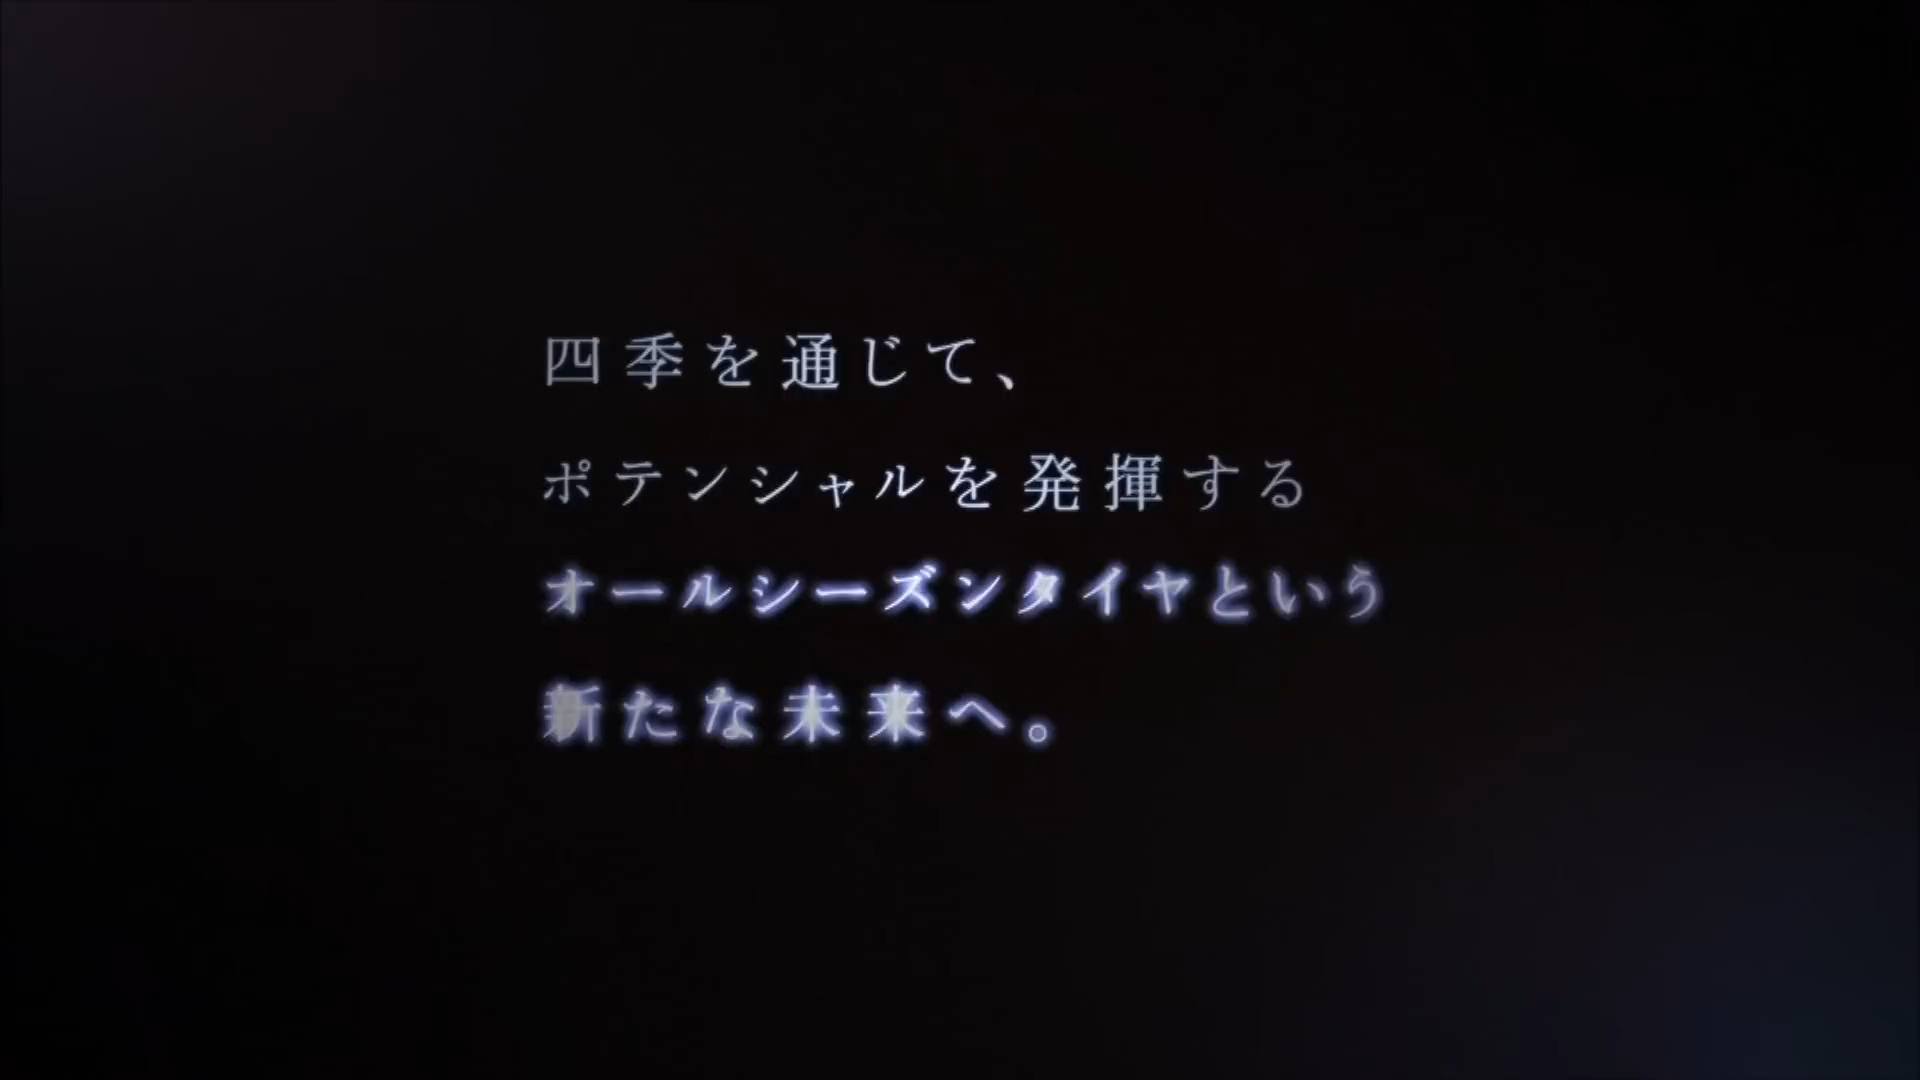 四季を通じて、
ポテンシャルを発揮する
オールシーズンタイヤという
新たな未来へ。